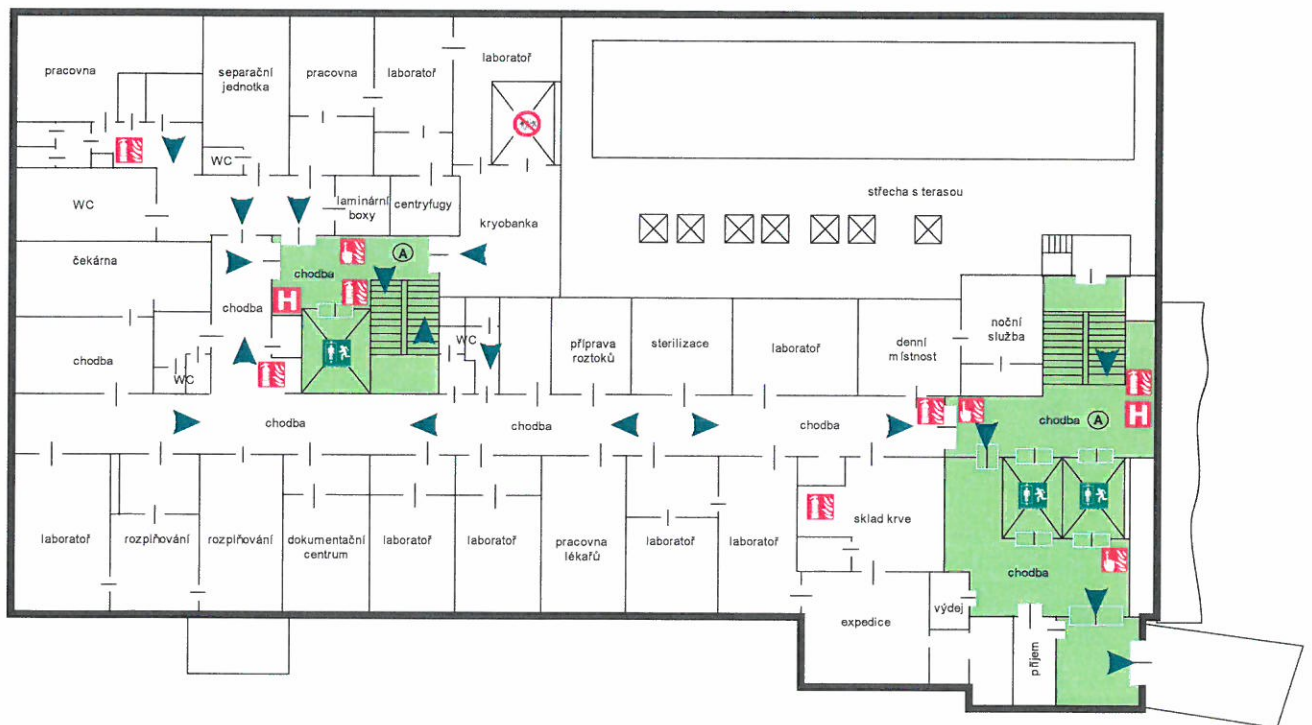 pracovna
separační
jednotka
pracovna
laboratoř
laboratoř
WC
WC
laminární
boxy
centryfugy
kryobanka
střecha s terasou
A
čekárna
chodba
chodba
H
chodba
WC
WC
příprava
roztoků
sterilizace
laboratoř
denní
místnost
noční
služba
chodba
chodba
chodba
chodba
A
H
laboratoř
rozplňování
rozplňování
dokumentační
centrum
laboratoř
laboratoř
pracovna
lékařů
laboratoř
laboratoř
sklad krve
chodba
expedice
výdej
příjem